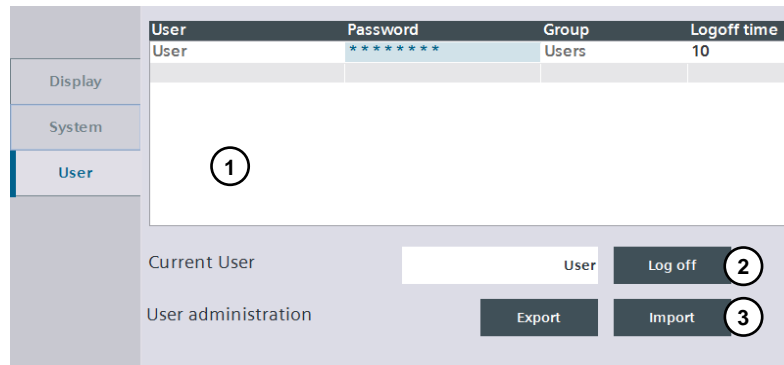 User Password Group Logoff time
User ******** Users 10
Display
System
User
1
Current User User Log off 2
User administration Export Import 3